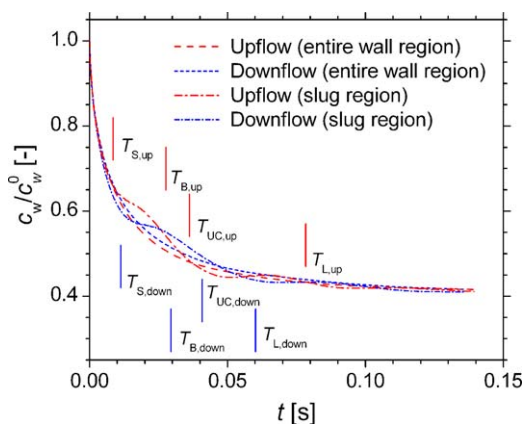 c_w/c_w^0 [-]
1.0
0.8
0.6
0.4
Upflow (entire wall region)
Downflow (entire wall region)
Upflow (slug region)
Downflow (slug region)
T_S,up
T_B,up
T_UC,up
T_L,up
T_S,down
T_UC,down
T_B,down
T_L,down
0.00
0.05
0.10
0.15
t [s]